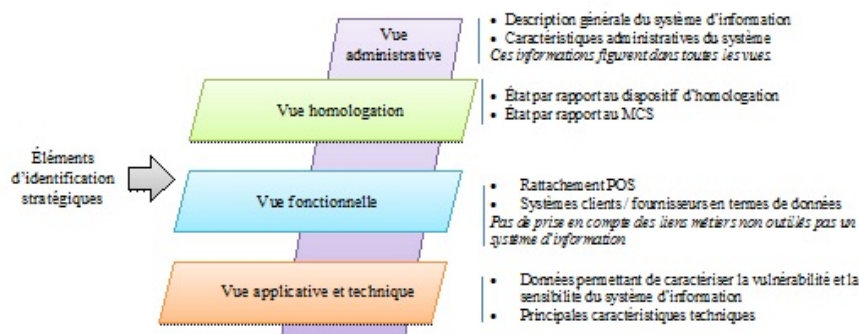 Vue
administrative
• Description générale du système d'information
• Caractéristiques administratives du système
Ces informations figurent dans toutes les vues.
Vue homologation
• État par rapport au dispositif d'homologation
• État par rapport au MCS
Éléments
d'identification
stratégiques
Vue fonctionnelle
• Rattachement POS
• Systèmes clients / fournisseurs en termes de données
Pas de prise en compte des liens métiers non outillés pas un
système d'information
Vue applicative et technique
• Données permettant de caractériser la vulnérabilité et la
sensibilite du système d'information
• Principales caractéristiques techniques